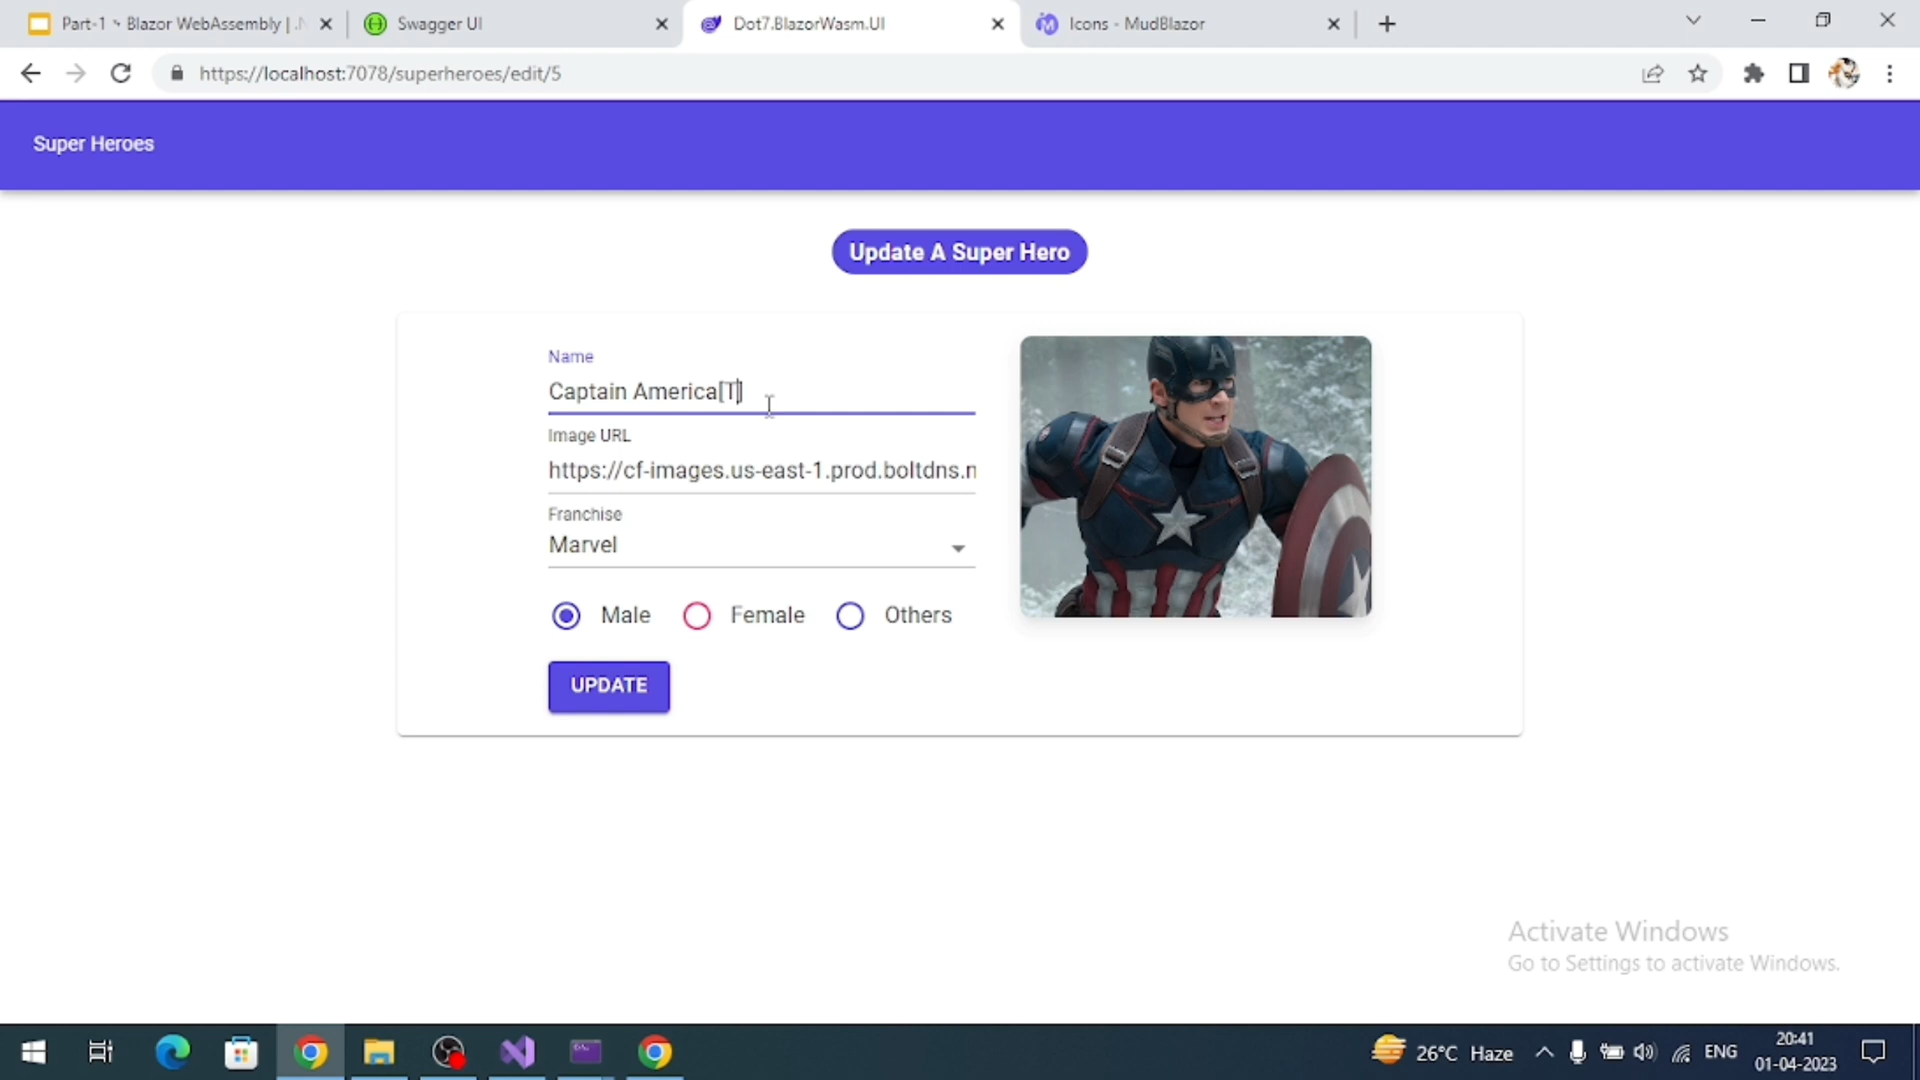 Part-1 ৭ Blazor WebAssembly | .N
Swagger UI
Dot7.BlazorWasm.UI
Icons - MudBlazor
https://localhost:7078/superheroes/edit/5
Super Heroes
Update A Super Hero
Name
Captain America[T]
Image URL
https://cf-images.us-east-1.prod.boltdns.n
Franchise
Marvel
Male
Female
Others
UPDATE
A
Activate Windows
Go to Settings to activate Windows.
26°C Haze
ENG
20:41
01-04-2023